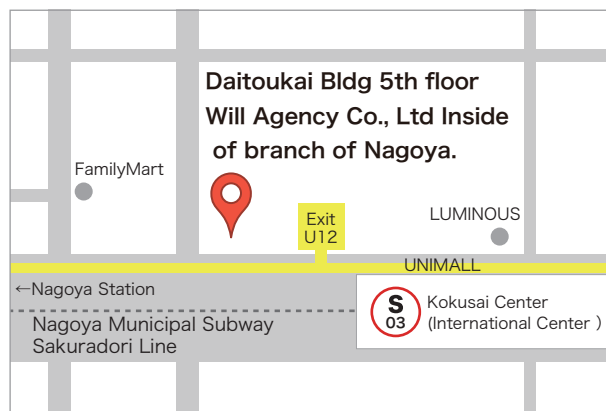 Daitoukai Bldg 5th floor
Will Agency Co., Ltd Inside
of branch of Nagoya.
FamilyMart
Exit
U12
LUMINOUS
UNIMALL
←Nagoya Station
S
03
Kokusai Center
(International Center )
Nagoya Municipal Subway
Sakuradori Line